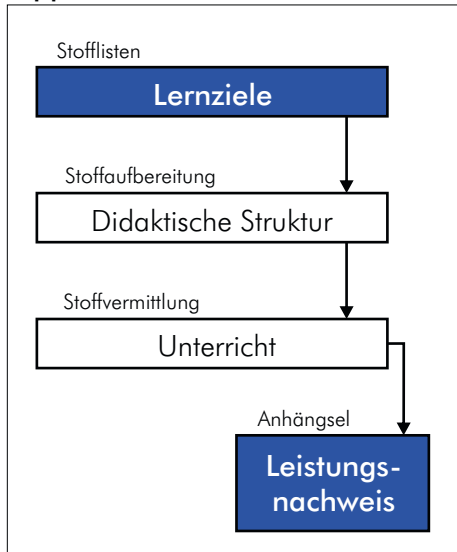 Stofflisten
Lernziele
Stoffaufbereitung
Didaktische Struktur
Stoffvermittlung
Unterricht
Anhängsel
Leistungs-
nachweis